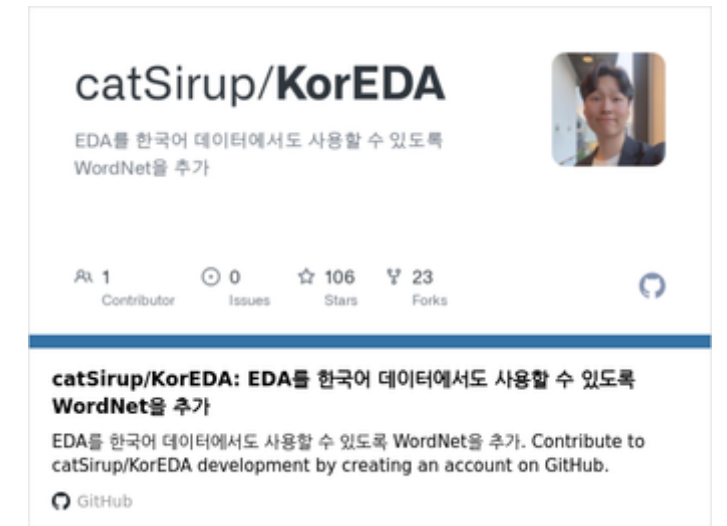 catSirup/KorEDA
EDA를 한국어 데이터에서도 사용할 수 있도록
WordNet을 추가
1
Contributor
0
Issues
106
Stars
23
Forks
catSirup/KorEDA: EDA를 한국어 데이터에서도 사용할 수 있도록
WordNet을 추가
EDA를 한국어 데이터에서도 사용할 수 있도록 WordNet을 추가. Contribute to
catSirup/KorEDA development by creating an account on GitHub.
GitHub